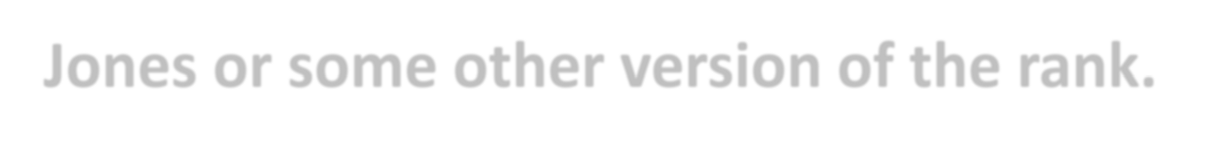 Jones or some other version of the rank.